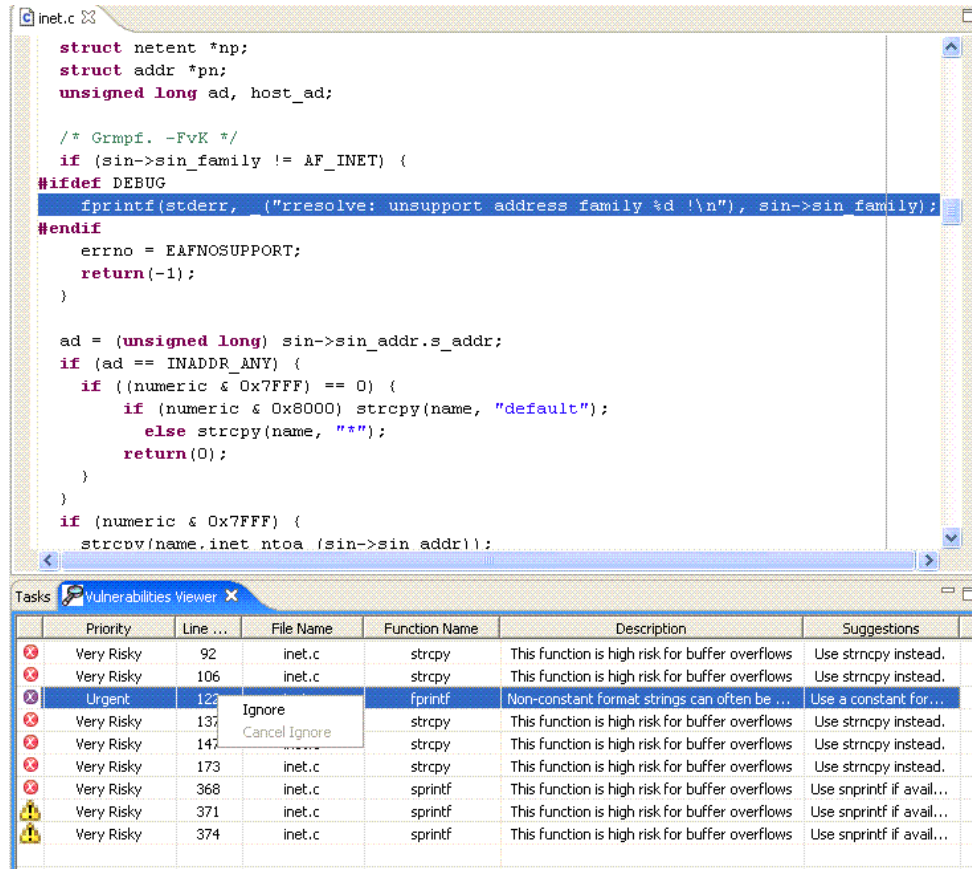 inet.c
struct netent *np;
struct addr *pn;
unsigned long ad, host_ad;
/* Grmpf. -FvK */
if (sin->sin_family != AF_INET) {
#ifdef DEBUG
fprintf(stderr, _("rresolve: unsupport address family %d !\n"), sin->sin_family);
#endif
errno = EAFNOSUPPORT;
return(-1);
}
ad = (unsigned long) sin->sin_addr.s_addr;
if (ad == INADDR_ANY) {
if ((numeric & 0x7FFF) == 0) {
if (numeric & 0x8000) strcpy(name, "default");
else strcpy(name, "*");
return(0);
}
}
if (numeric & 0x7FFF) {
strcpy(name,inet_ntoa (sin->sin_addr));
Tasks Vulnerabilities Viewer
Priority Line ... File Name Function Name Description Suggestions
Very Risky 92 inet.c strcpy This function is high risk for buffer overflows Use strncpy instead.
Very Risky 106 inet.c strcpy This function is high risk for buffer overflows Use strncpy instead.
Urgent 122 fprintf Non-constant format strings can often be ... Use a constant for...
Ignore
Cancel Ignore
Very Risky 137 strcpy This function is high risk for buffer overflows Use strncpy instead.
Very Risky 147 strcpy This function is high risk for buffer overflows Use strncpy instead.
Very Risky 173 inet.c strcpy This function is high risk for buffer overflows Use strncpy instead.
Very Risky 368 inet.c sprintf This function is high risk for buffer overflows Use snprintf if avail...
Very Risky 371 inet.c sprintf This function is high risk for buffer overflows Use snprintf if avail...
Very Risky 374 inet.c sprintf This function is high risk for buffer overflows Use snprintf if avail...